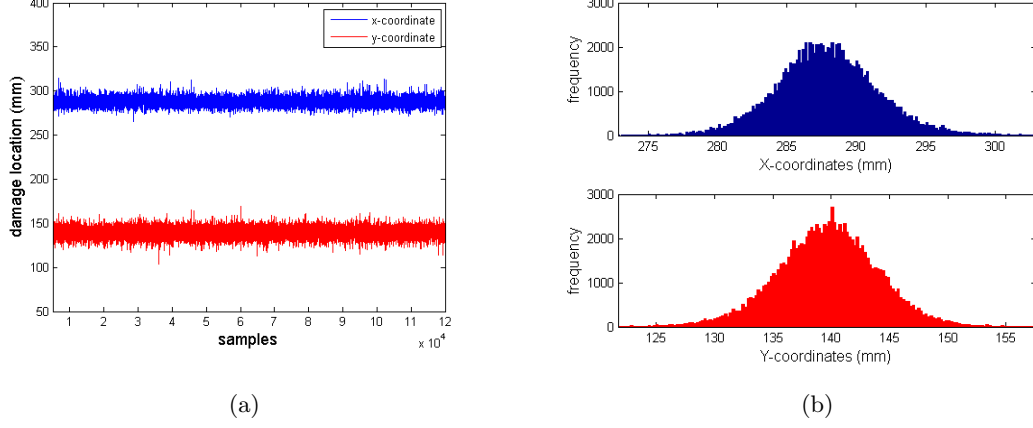 400
350
300
250
200
150
100
50
damage location (mm)
x-coordinate
y-coordinate
1 2 3 4 5 6 7 8 9 10 11 12
samples
x 10⁴
(a)
3000
2000
1000
0
frequency
275 280 285 290 295 300
X-coordinates (mm)
3000
2000
1000
0
frequency
125 130 135 140 145 150 155
Y-coordinates (mm)
(b)